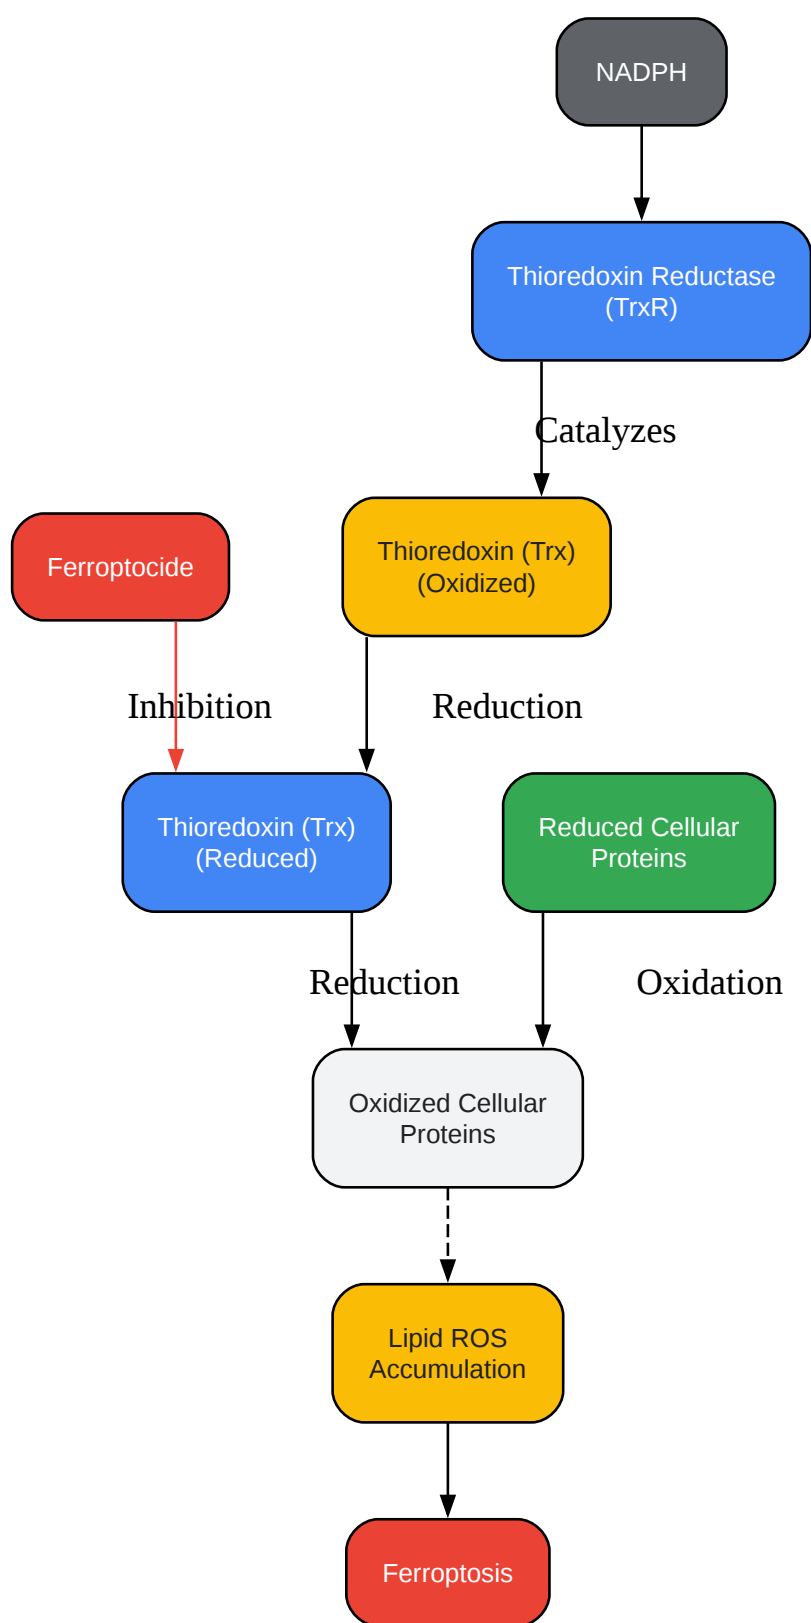 NADPH
Thioredoxin Reductase
(TrxR)
Catalyzes
Ferroptocide
Thioredoxin (Trx)
(Oxidized)
Inhibition
Reduction
Thioredoxin (Trx)
(Reduced)
Reduced Cellular
Proteins
Reduction
Oxidation
Oxidized Cellular
Proteins
Lipid ROS
Accumulation
Ferroptosis